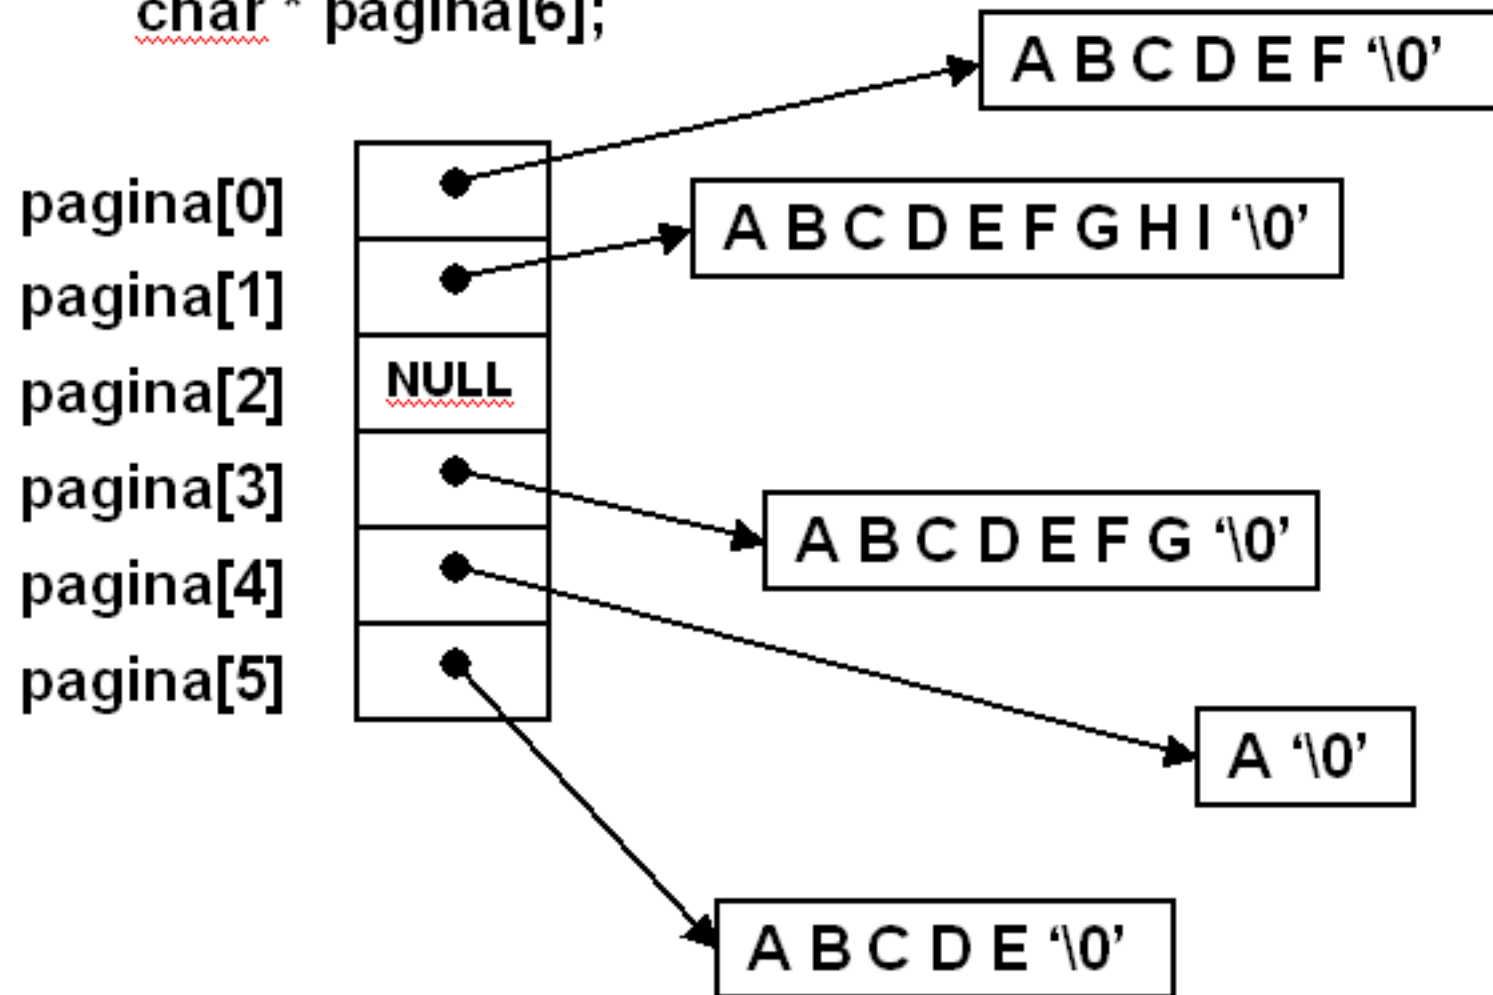 char * pagina[6];
A B C D E F ‘\0’
pagina[0]
A B C D E F G H I ‘\0’
pagina[1]
pagina[2]
NULL
pagina[3]
A B C D E F G ‘\0’
pagina[4]
pagina[5]
A ‘\0’
A B C D E ‘\0’